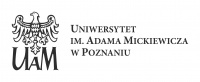 UAM
UNIWERSYTET
IM. ADAMA MICKIEWICZA
W POZNANIU